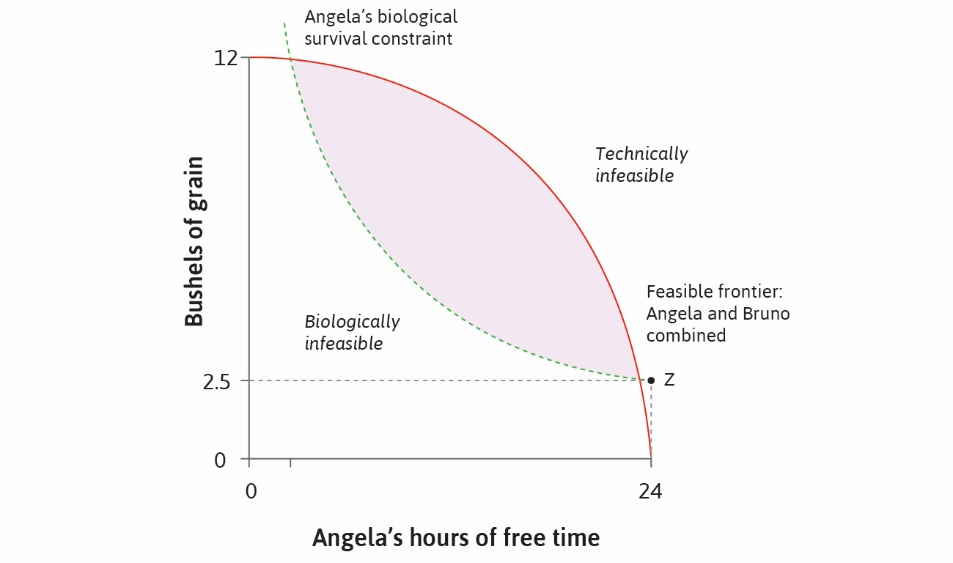 Angela's biological
survival constraint
12
Technically
infeasible
Bushels of grain
Feasible frontier:
Angela and Bruno
combined
Biologically
infeasible
2.5
Z
0
0
24
Angela's hours of free time